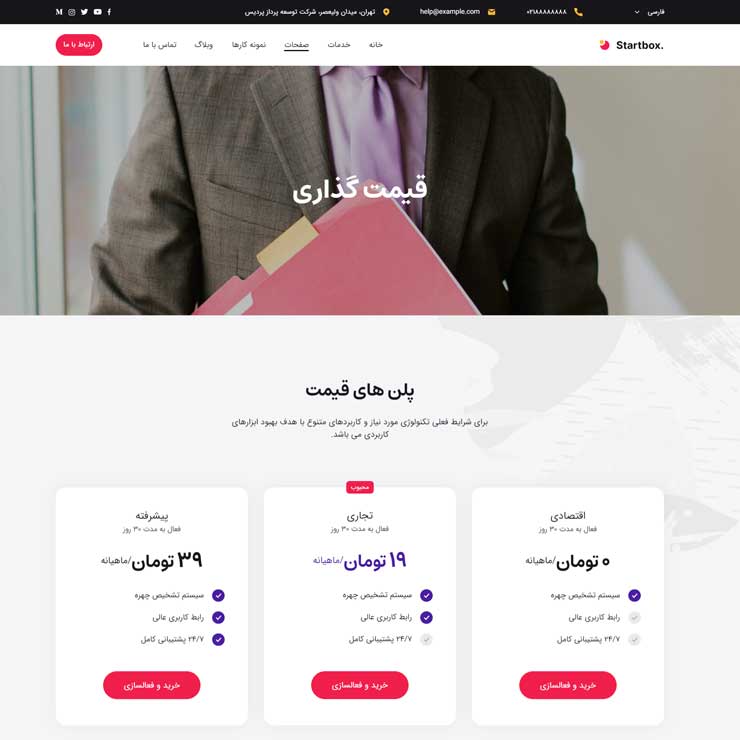 فارسی
۰۲۱۸۸۸۸۸۸۸
help@example.com
تهران، میدان ولیعصر، شرکت توسعه پرداز پردیس
Startbox.
خانه
خدمات
صفحات
نمونه کارها
وبلاگ
تماس با ما
ارتباط با ما
قیمت گذاری
پلن های قیمت
برای شرایط فعلی تکنولوژی مورد نیاز و کاربردهای متنوع با هدف بهبود ابزارهای
کاربردی می باشد.
اقتصادی
فعال به مدت ۳۰ روز
۰ تومان/ماهیانه
سیستم تشخیص چهره
رابط کاربری عالی
۲۴/۷ پشتیبانی کامل
خرید و فعالسازی
محبوب
تجاری
فعال به مدت ۳۰ روز
۱۹ تومان/ماهیانه
سیستم تشخیص چهره
رابط کاربری عالی
۲۴/۷ پشتیبانی کامل
خرید و فعالسازی
پیشرفته
فعال به مدت ۳۰ روز
۳۹ تومان/ماهیانه
سیستم تشخیص چهره
رابط کاربری عالی
۲۴/۷ پشتیبانی کامل
خرید و فعالسازی